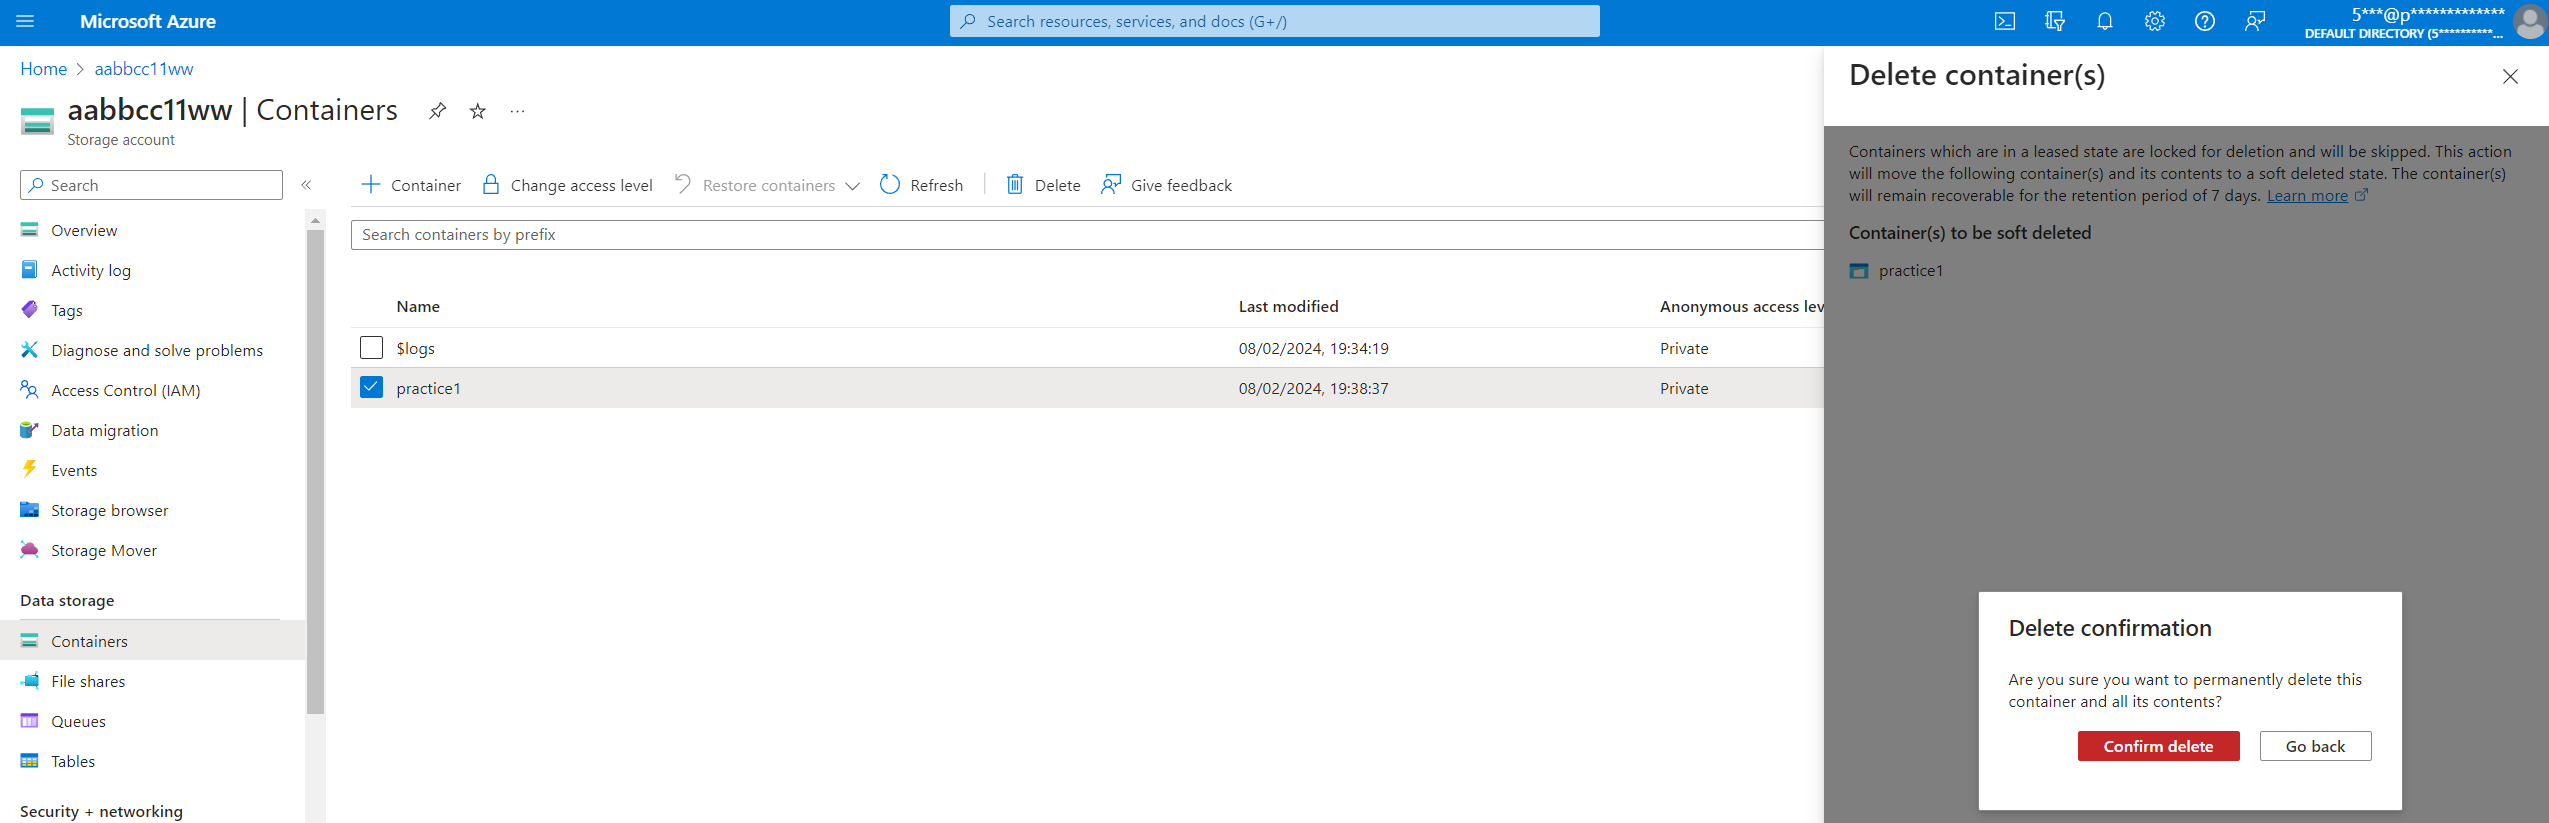 Microsoft Azure
Search resources, services, and docs (G+/)
5***@p*************
DEFAULT DIRECTORY (5**********...
Home > aabbcc11ww
aabbcc11ww | Containers
Storage account
Search
Overview
Activity log
Tags
Diagnose and solve problems
Access Control (IAM)
Data migration
Events
Storage browser
Storage Mover
Data storage
Containers
File shares
Queues
Tables
Security + networking
Container
Change access level
Restore containers
Refresh
Delete
Give feedback
Search containers by prefix
Name Last modified Anonymous access lev
$logs 08/02/2024, 19:34:19 Private
practice1 08/02/2024, 19:38:37 Private
Delete container(s)
Containers which are in a leased state are locked for deletion and will be skipped. This action
will move the following container(s) and its contents to a soft deleted state. The container(s)
will remain recoverable for the retention period of 7 days. Learn more
Container(s) to be soft deleted
practice1
Delete confirmation
Are you sure you want to permanently delete this
container and all its contents?
Confirm delete
Go back